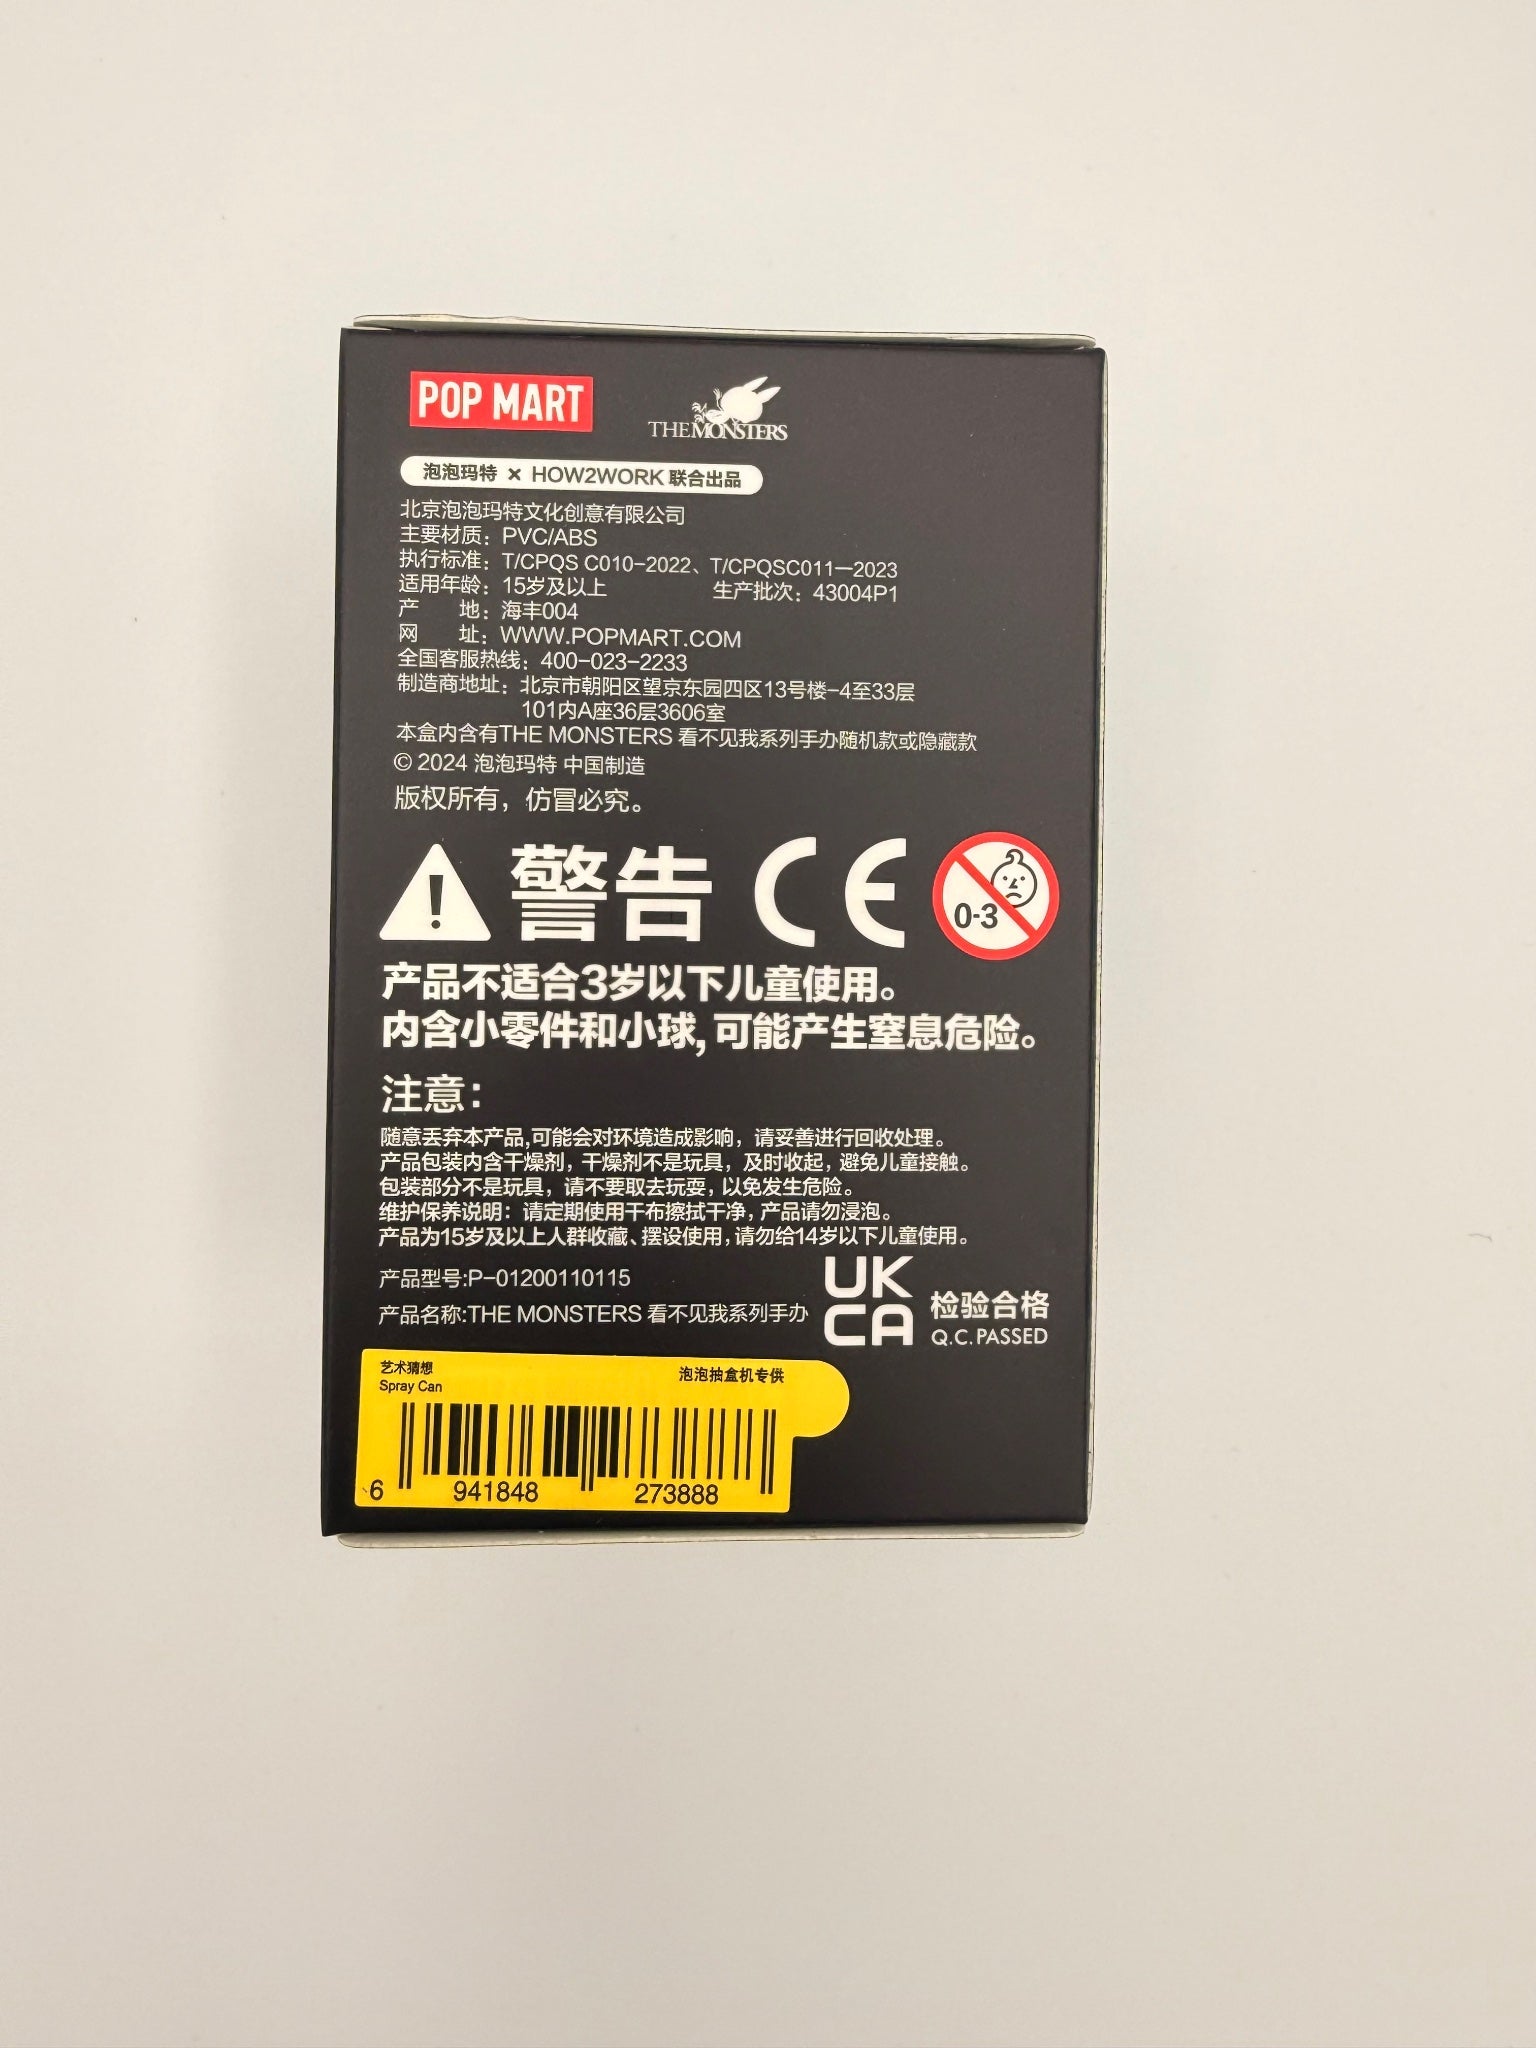 POP MART
THE MONSTERS
泡泡玛特 × HOW2WORK 联合出品
北京泡泡玛特文化创意有限公司
主要材质：PVC/ABS
执行标准：T/CPQS C010-2022、T/CPQSC011-2023
适用年龄：15岁及以上 生产批次：43004P1
产 地：海丰004
网 址：WWW.POPMART.COM
全国客服热线：400-023-2233
制造商地址：北京市朝阳区望京东园四区13号楼-4至33层
101内A座36层3606室
本盒内含有THE MONSTERS 看不见我系列手办随机款或隐藏款
© 2024 泡泡玛特 中国制造
版权所有，仿冒必究。
! 警告 CE 0-3
产品不适合3岁以下儿童使用。
内含小零件和小球，可能产生窒息危险。
注意：
随意丢弃本产品,可能会对环境造成影响，请妥善进行回收处理。
产品包装内含干燥剂，干燥剂不是玩具，及时收起，避免儿童接触。
包装部分不是玩具，请不要取去玩耍，以免发生危险。
维护保养说明：请定期使用干布擦拭干净，产品请勿浸泡。
产品为15岁及以上人群收藏、摆设使用，请勿给14岁以下儿童使用。
产品型号:P-01200110115
产品名称:THE MONSTERS 看不见我系列手办
UK
CA
检验合格
Q.C.PASSED
艺术猜想
Spray Can
泡泡抽盒机专供
6 941848 273888